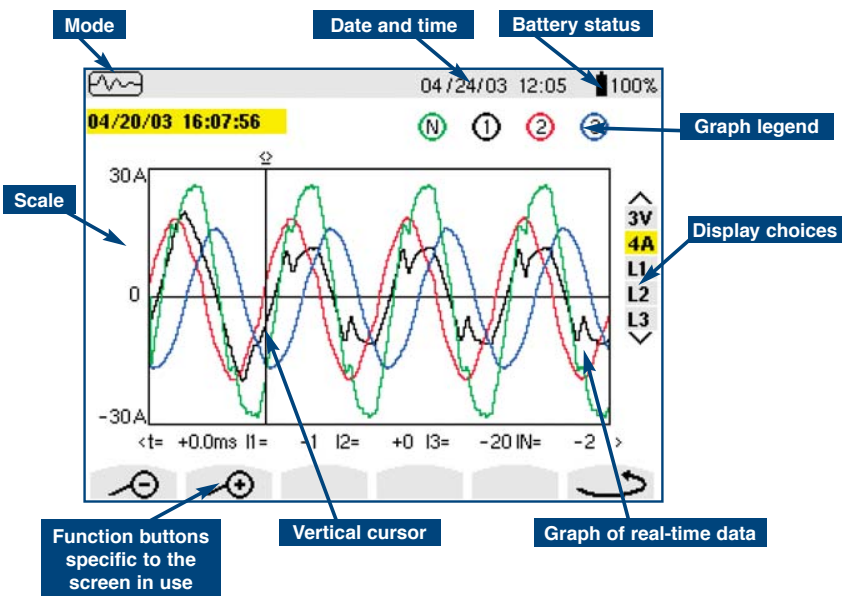 Mode
Date and time
Battery status
04/24/03 12:05 100%
04/20/03 16:07:56
N 1 2 3
Graph legend
30A
Scale
3V
4A
Display choices
L1
0
L2
L3
-30A
<t= +0.0ms I1= -1 I2= +0 I3= -20 IN= -2 >
Function buttons
specific to the
screen in use
Vertical cursor
Graph of real-time data